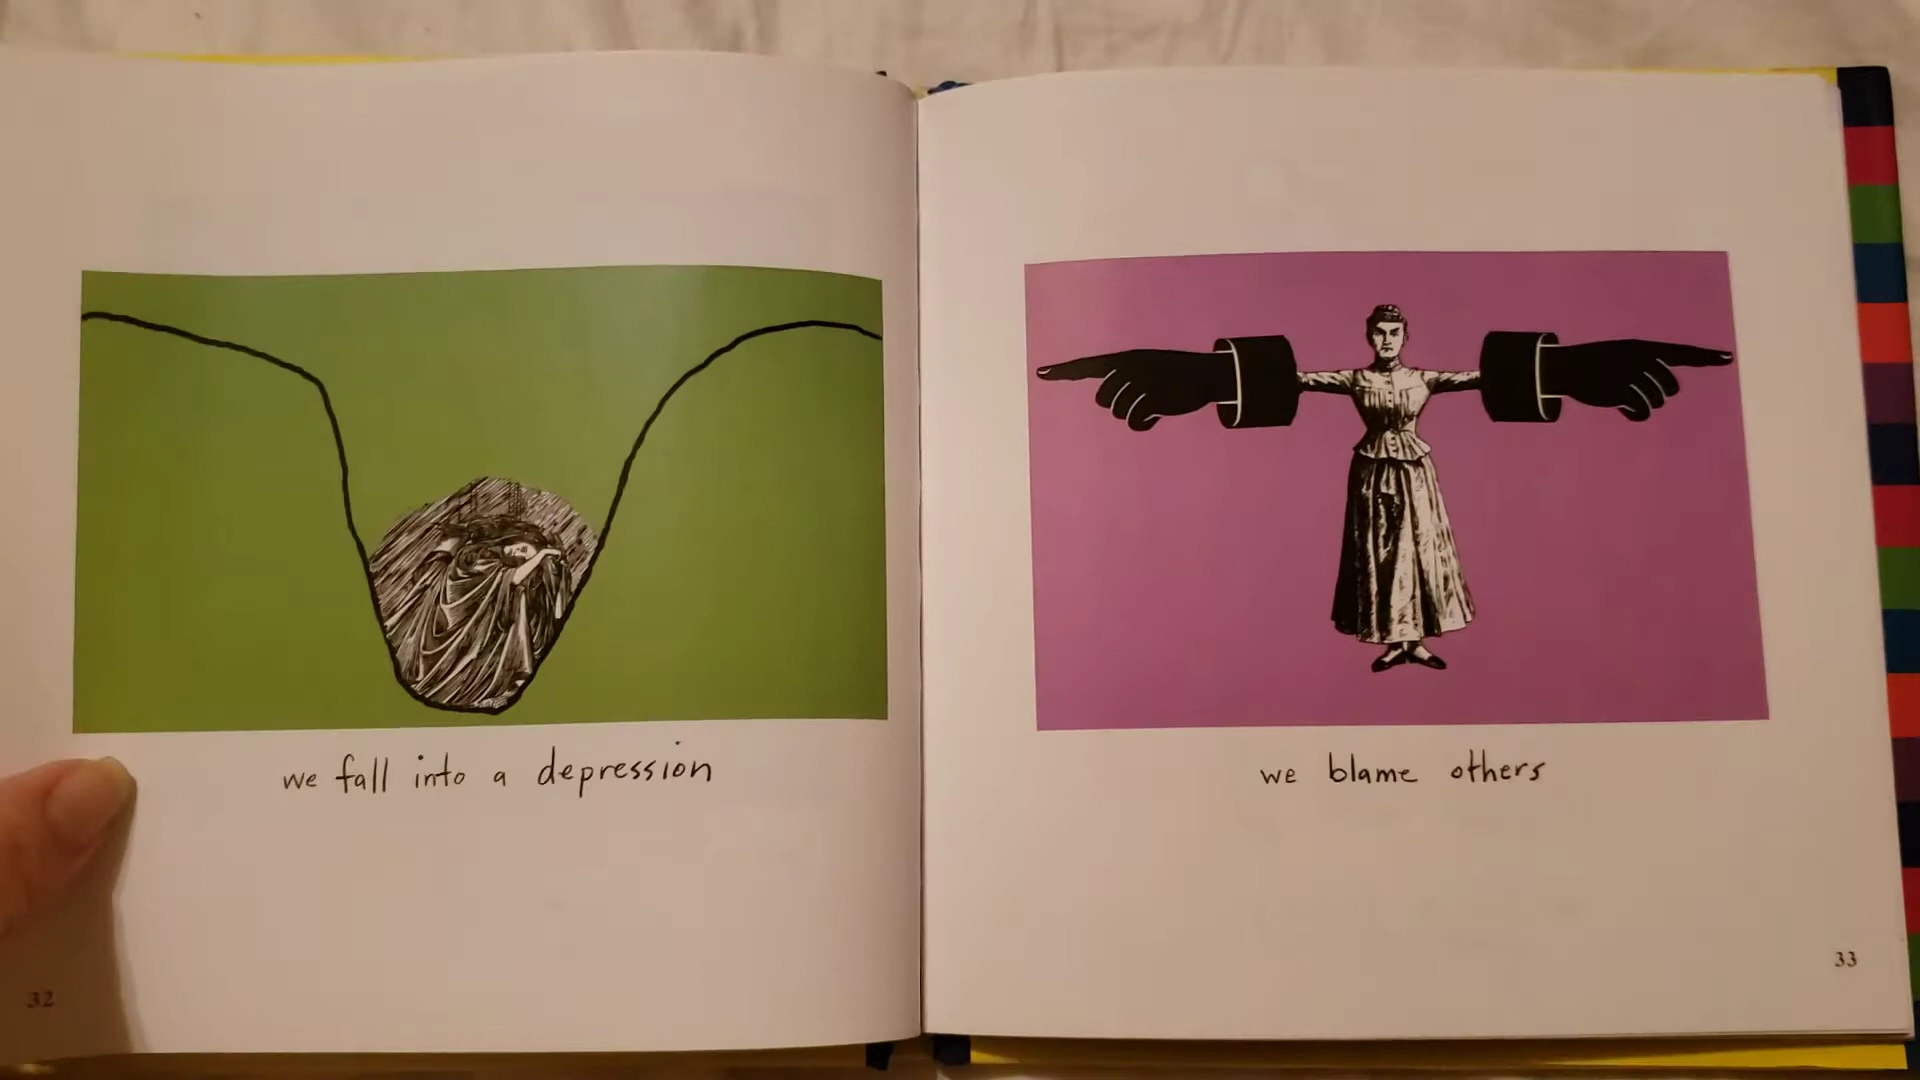 we fall into a depression
32
we blame others
33